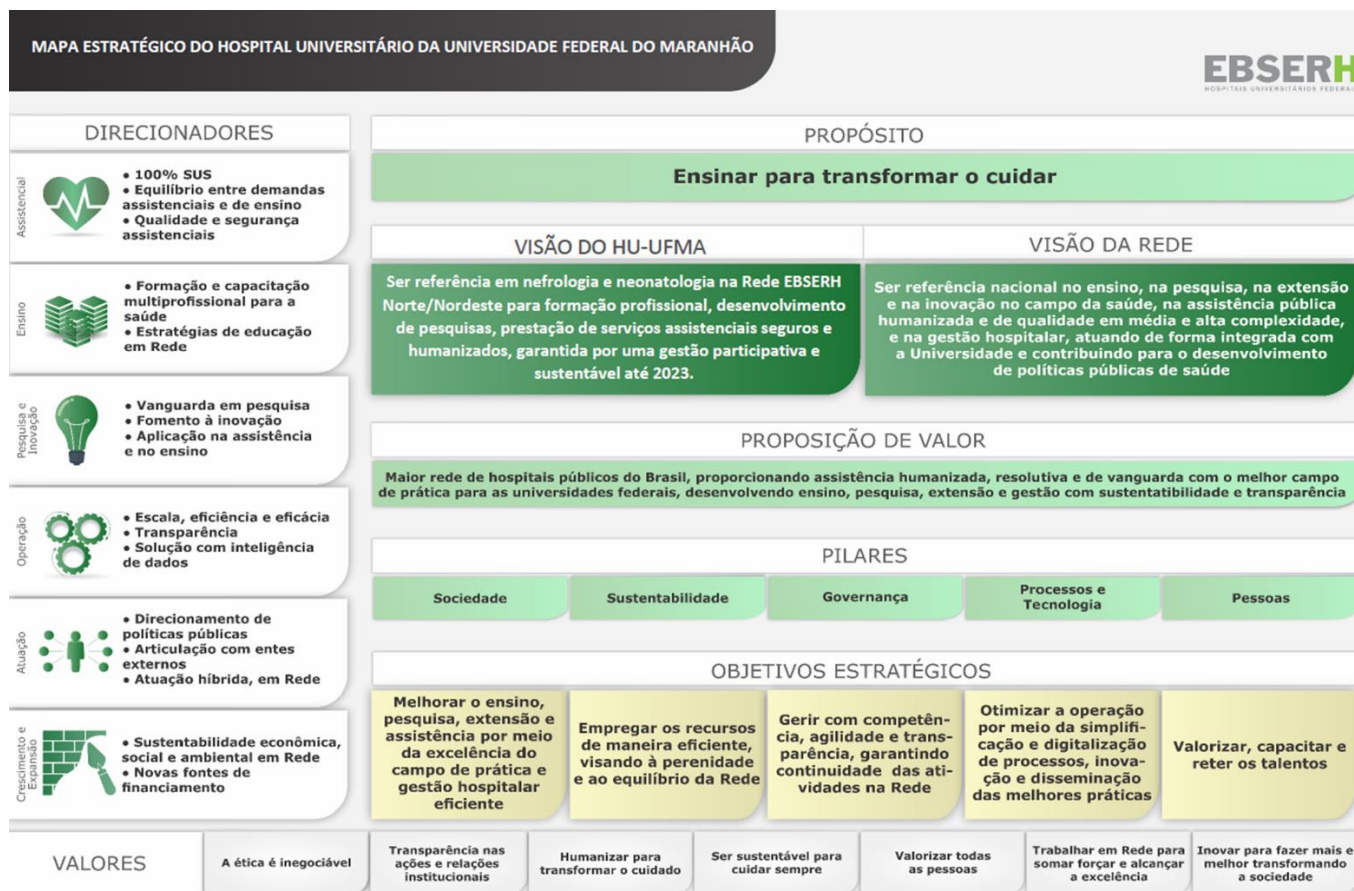 MAPA ESTRATÉGICO DO HOSPITAL UNIVERSITÁRIO DA UNIVERSIDADE FEDERAL DO MARANHÃO
EBSERH
HOSPITAIS UNIVERSITÁRIOS FEDERAIS
DIRECIONADORES
Assistencial
• 100% SUS
• Equilíbrio entre demandas
assistenciais e de ensino
• Qualidade e segurança
assistenciais
Ensino
• Formação e capacitação
multiprofissional para a
saúde
• Estratégias de educação
em Rede
Pesquisa e
Inovação
• Vanguarda em pesquisa
• Fomento à inovação
• Aplicação na assistência
e no ensino
Operação
• Escala, eficiência e eficácia
• Transparência
• Solução com inteligência
de dados
Atuação
• Direcionamento de
políticas públicas
• Articulação com entes
externos
• Atuação híbrida, em Rede
Crescimento e
Expansão
• Sustentabilidade econômica,
social e ambiental em Rede
• Novas fontes de
financiamento
PROPÓSITO
Ensinar para transformar o cuidar
VISÃO DO HU-UFMA
Ser referência em nefrologia e neonatologia na Rede EBSERH
Norte/Nordeste para formação profissional, desenvolvimento
de pesquisas, prestação de serviços assistenciais seguros e
humanizados, garantida por uma gestão participativa e
sustentável até 2023.
VISÃO DA REDE
Ser referência nacional no ensino, na pesquisa, na extensão
e na inovação no campo da saúde, na assistência pública
humanizada e de qualidade em média e alta complexidade,
e na gestão hospitalar, atuando de forma integrada com
a Universidade e contribuindo para o desenvolvimento
de políticas públicas de saúde
PROPOSIÇÃO DE VALOR
Maior rede de hospitais públicos do Brasil, proporcionando assistência humanizada, resolutiva e de vanguarda com o melhor campo
de prática para as universidades federais, desenvolvendo ensino, pesquisa, extensão e gestão com sustentatibilidade e transparência
PILARES
Sociedade
Sustentabilidade
Governança
Processos e
Tecnologia
Pessoas
OBJETIVOS ESTRATÉGICOS
Melhorar o ensino,
pesquisa, extensão e
assistência por meio
da excelência do
campo de prática e
gestão hospitalar
eficiente
Empregar os recursos
de maneira eficiente,
visando à perenidade
e ao equilíbrio da Rede
Gerir com competên-
cia, agilidade e trans-
parência, garantindo
continuidade das ati-
vidades na Rede
Otimizar a operação
por meio da simplifi-
cação e digitalização
de processos, inova-
ção e disseminação
das melhores práticas
Valorizar, capacitar e
reter os talentos
VALORES
A ética é inegociável
Transparência nas
ações e relações
institucionais
Humanizar para
transformar o cuidado
Ser sustentável para
cuidar sempre
Valorizar todas
as pessoas
Trabalhar em Rede para
somar forçar e alcançar
a excelência
Inovar para fazer mais e
melhor transformando
a sociedade